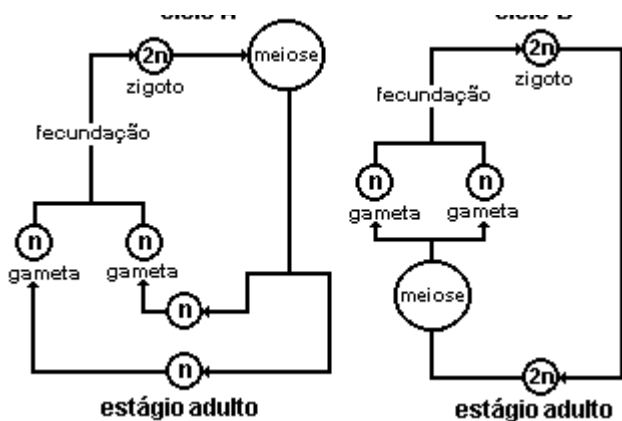 2n
meiose
zigoto
fecundação
n
n
gameta
gameta
n
n
estágio adulto
2n
zigoto
fecundação
n
n
gameta
gameta
meiose
2n
estágio adulto